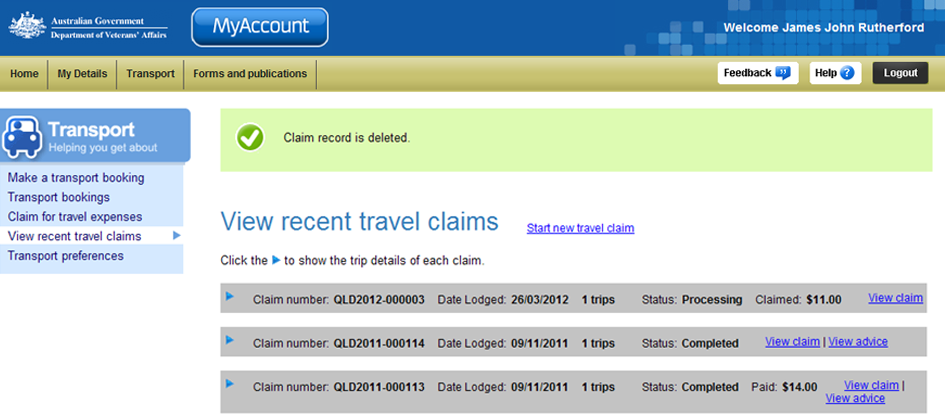 Australian Government
Department of Veterans' Affairs
MyAccount
Welcome James John Rutherford
Home
My Details
Transport
Forms and publications
Feedback
Help ?
Logout
Transport
Helping you get about
Make a transport booking
Transport bookings
Claim for travel expenses
View recent travel claims
Transport preferences
Claim record is deleted.
View recent travel claims
Start new travel claim
Click the ▶ to show the trip details of each claim.
Claim number: QLD2012-000003 Date Lodged: 26/03/2012 1 trips Status: Processing Claimed: $11.00 View claim
Claim number: QLD2011-000114 Date Lodged: 09/11/2011 1 trips Status: Completed View claim | View advice
Claim number: QLD2011-000113 Date Lodged: 09/11/2011 1 trips Status: Completed Paid: $14.00 View claim |
View advice